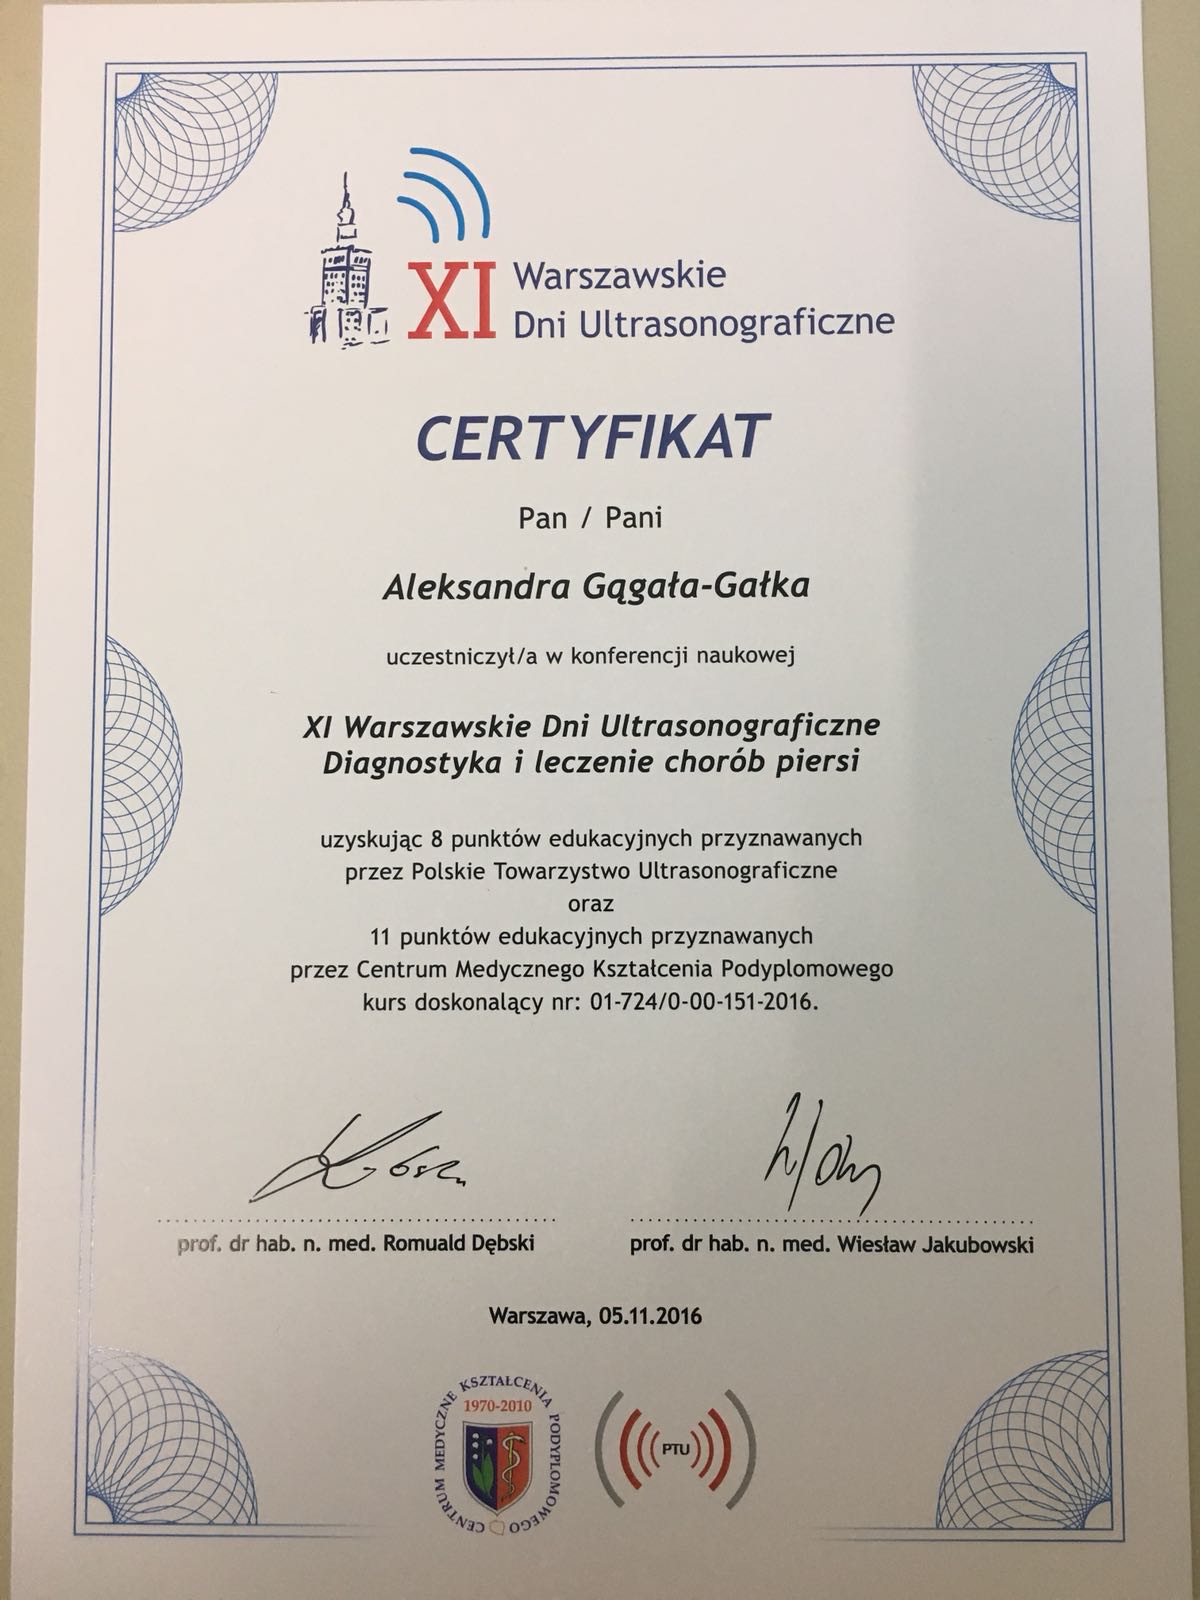 XI Warszawskie
Dni Ultrasonograficzne
CERTYFIKAT
Pan / Pani
Aleksandra Gągała-Gałka
uczestniczył/a w konferencji naukowej
XI Warszawskie Dni Ultrasonograficzne
Diagnostyka i leczenie chorób piersi
uzyskując 8 punktów edukacyjnych przyznawanych
przez Polskie Towarzystwo Ultrasonograficzne
oraz
11 punktów edukacyjnych przyznawanych
przez Centrum Medycznego Kształcenia Podyplomowego
kurs doskonalący nr: 01-724/0-00-151-2016.
prof. dr hab. n. med. Romuald Dębski
prof. dr hab. n. med. Wiesław Jakubowski
Warszawa, 05.11.2016
CENTRUM MEDYCZNE KSZTAŁCENIA PODYPLOMOWEGO
1970-2010
PTU